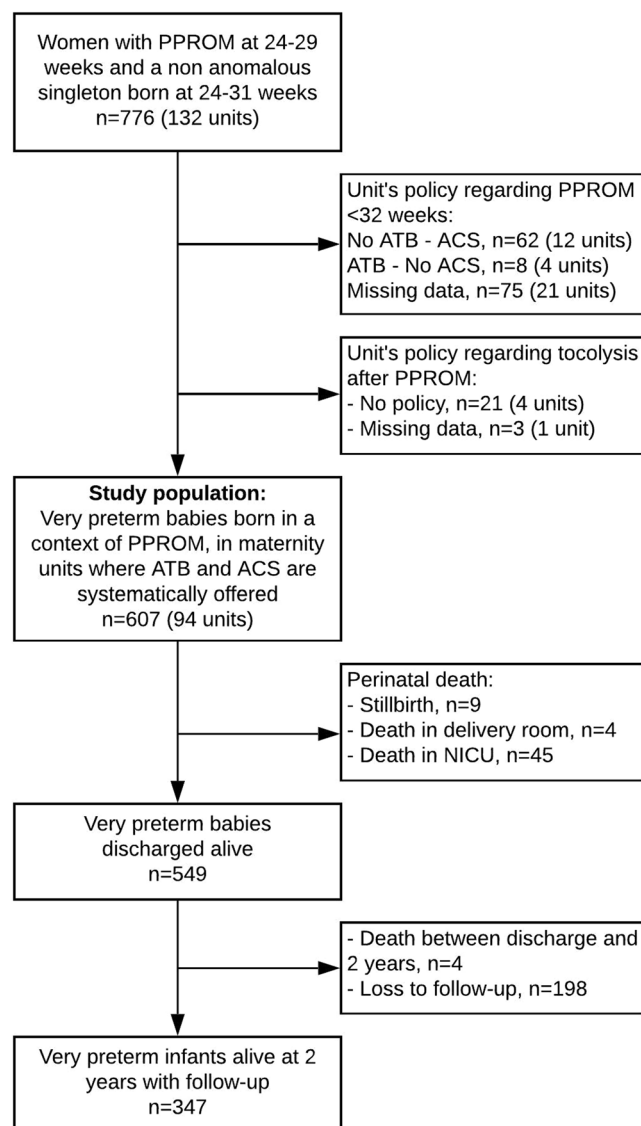 Women with PPROM at 24-29
weeks and a non anomalous
singleton born at 24-31 weeks
n=776 (132 units)
Unit's policy regarding PPROM
<32 weeks:
No ATB - ACS, n=62 (12 units)
ATB - No ACS, n=8 (4 units)
Missing data, n=75 (21 units)
Unit's policy regarding tocolysis
after PPROM:
- No policy, n=21 (4 units)
- Missing data, n=3 (1 unit)
Study population:
Very preterm babies born in a
context of PPROM, in maternity
units where ATB and ACS are
systematically offered
n=607 (94 units)
Perinatal death:
- Stillbirth, n=9
- Death in delivery room, n=4
- Death in NICU, n=45
Very preterm babies
discharged alive
n=549
- Death between discharge and
2 years, n=4
- Loss to follow-up, n=198
Very preterm infants alive at 2
years with follow-up
n=347